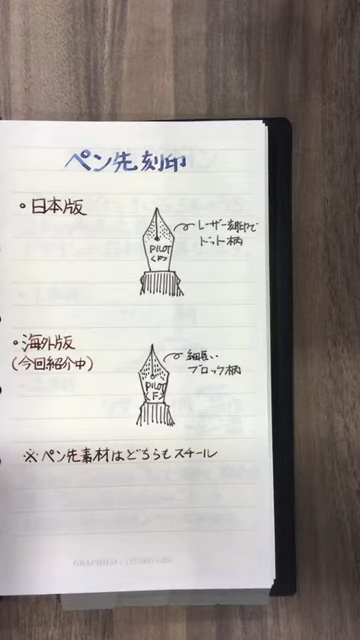 ペン先刻印
・日本版
レーザー刻印で
ドット柄
PILOT
<F>
・海外版
(今回紹介中)
細長い
ブロック柄
PILOT
<F>
※ペン先素材はどちらもスチール
GRAPHILO